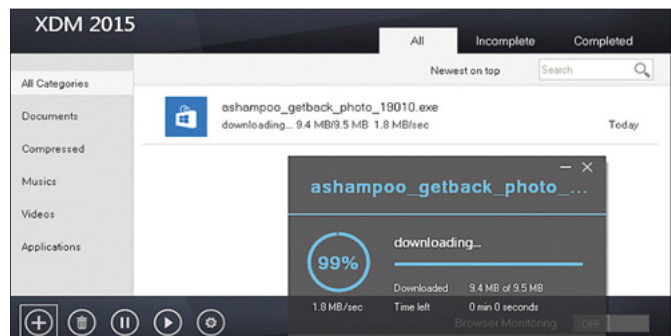 XDM 2015
All Incomplete Completed
Newest on top Search
All Categories
Documents
Compressed
Musics
Videos
Applications
ashampoo_getback_photo_19010.exe
downloading... 9.4 MB/9.5 MB 1.8 MB/sec Today
ashampoo_getback_photo_...
99%
1.8 MB/sec
downloading...
Downloaded 9.4 MB of 9.5 MB
Time left 0 min 0 seconds
Browser Monitoring OFF